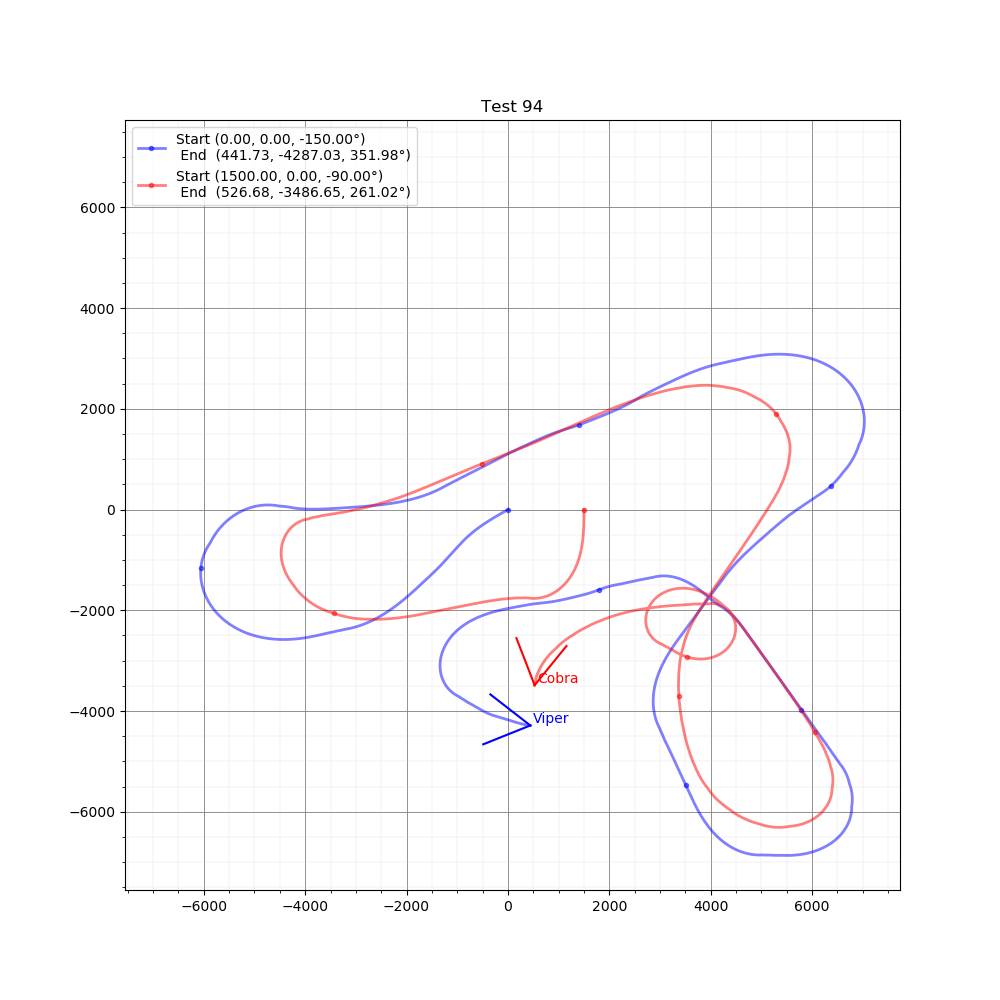 Test 94
Start (0.00, 0.00, -150.00°)
End (441.73, -4287.03, 351.98°)
Start (1500.00, 0.00, -90.00°)
End (526.68, -3486.65, 261.02°)
6000
4000
2000
0
−2000
−4000
−6000
Cobra
Viper
−6000 −4000 −2000 0 2000 4000 6000